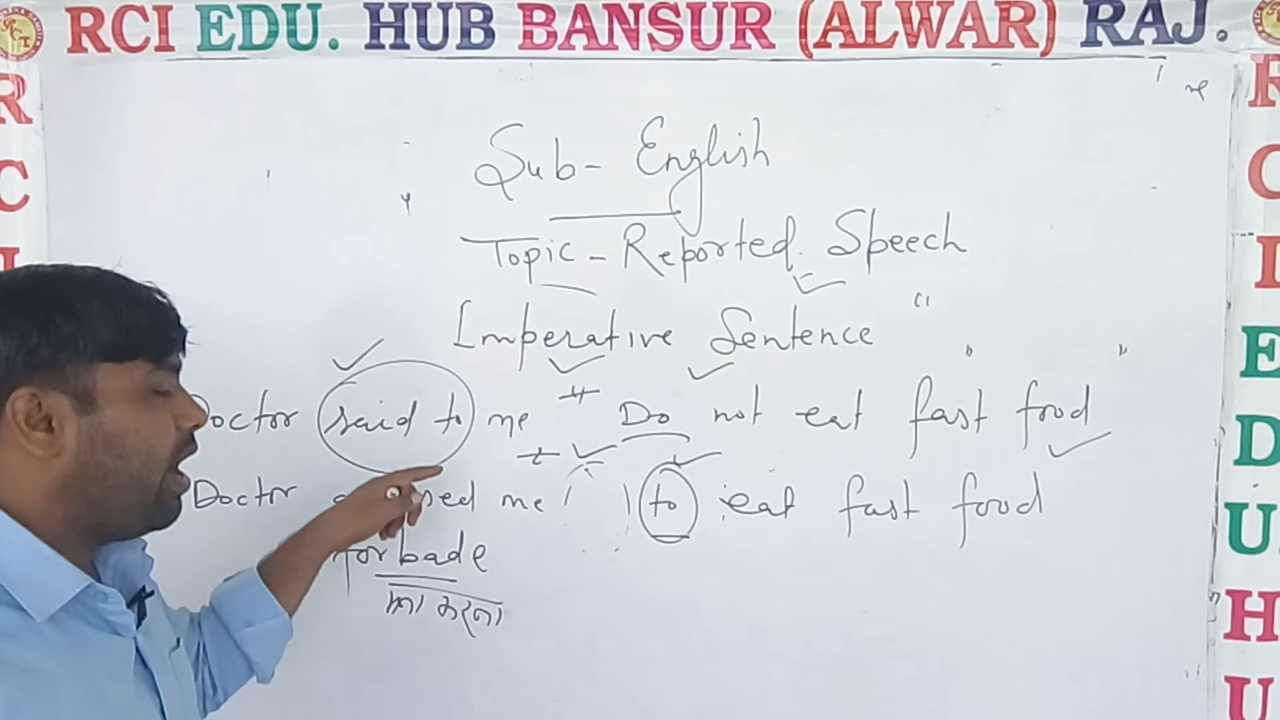 RCI EDU. HUB BANSUR (ALWAR) RAJ.
Sub- English
Topic - Reported Speech
Imperative Sentence
Doctor said to me " Do not eat fast food "
Doctor me to eat fast food
forbade
मना करना
R
C
I
R
C
I
E
D
U.
H
U